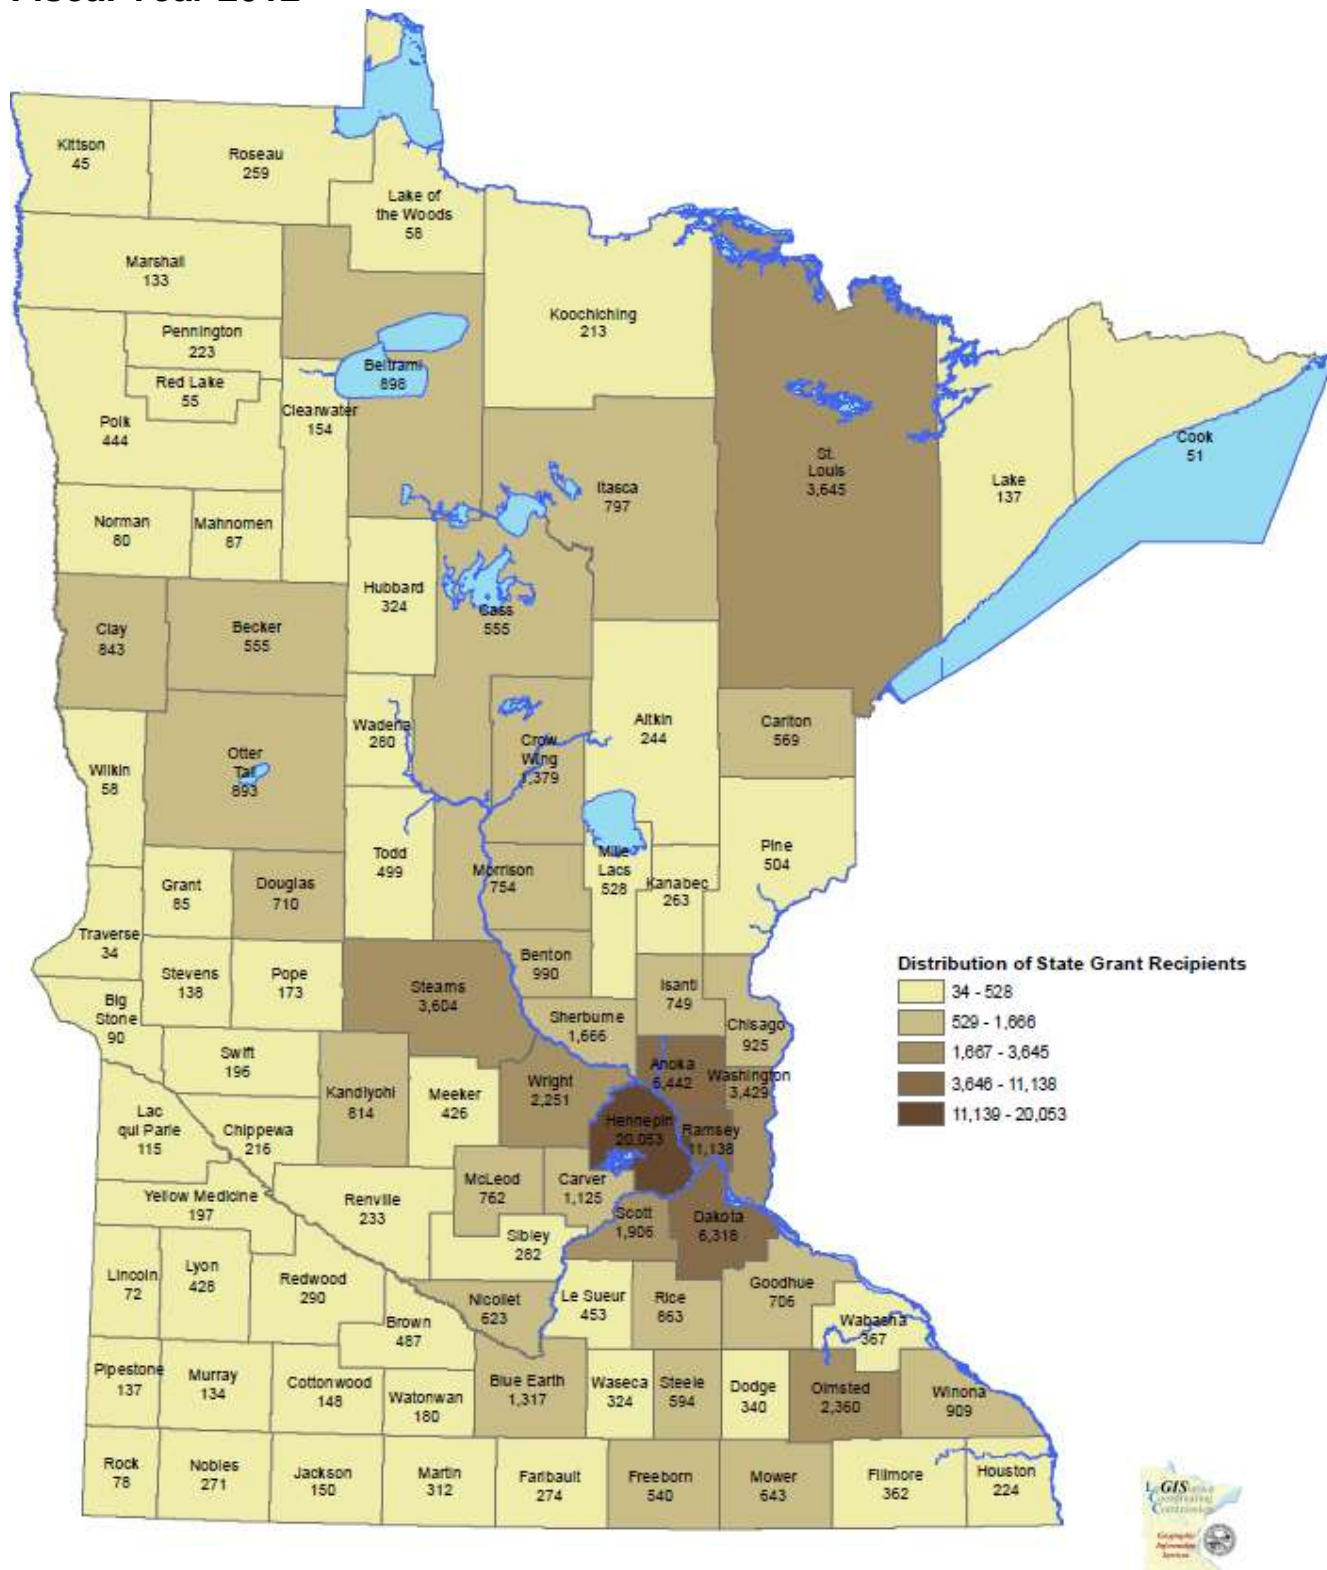 Fiscal Year 2012
Kittson
45
Roseau
259
Lake of
the Woods
58
Marshall
133
Koochiching
213
Pennington
223
Red Lake
55
Beltrami
898
Clearwater
154
Polk
444
Cook
51
St.
Louis
3,645
Lake
137
Itasca
797
Norman
80
Mahnomen
87
Hubbard
324
Cass
555
Clay
843
Becker
555
Wadena
280
Crow
Wing
1,379
Aitkin
244
Carlton
569
Otter
Tail
893
Wilkin
58
Todd
499
Morrison
754
Mille
Lacs
528
Kanabec
263
Pine
504
Grant
85
Douglas
710
Traverse
34
Stevens
138
Pope
173
Stearns
3,604
Benton
990
Isanti
749
Big
Stone
90
Sherburne
1,666
Chisago
925
Swift
196
Kandiyohi
814
Meeker
426
Wright
2,251
Anoka
Washington
3,429
Lac
qui Parle
115
Chippewa
216
Hennepin
20,053
Ramsey
11,138
Yellow Medicine
197
Renville
233
McLeod
762
Carver
1,125
Scott
1,906
Dakota
6,318
Sibley
282
Lincoln
72
Lyon
428
Redwood
290
Brown
487
Nicollet
623
Le Sueur
453
Rice
863
Goodhue
706
Wabasha
367
Pipestone
137
Murray
134
Cottonwood
148
Watonwan
180
Blue Earth
1,317
Waseca
324
Steele
594
Dodge
340
Olmsted
2,360
Winona
909
Rock
78
Nobles
271
Jackson
150
Martin
312
Faribault
274
Freeborn
540
Mower
643
Fillmore
362
Houston
224
Distribution of State Grant Recipients
34 - 528
529 - 1,666
1,667 - 3,645
3,646 - 11,138
11,139 - 20,053
Coordinating
Commission
Geographic
Information
Services